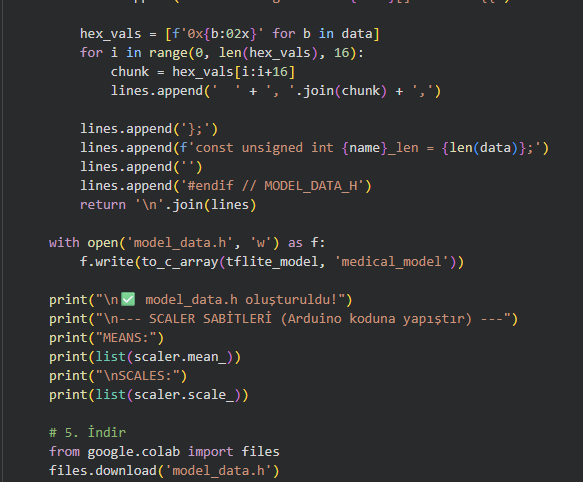 hex_vals = [f'0x{b:02x}' for b in data]
for i in range(0, len(hex_vals), 16):
chunk = hex_vals[i:i+16]
lines.append('  ' + ', '.join(chunk) + ',')
lines.append('};')
lines.append(f'const unsigned int {name}_len = {len(data)};')
lines.append('')
lines.append('#endif // MODEL_DATA_H')
return '\n'.join(lines)
with open('model_data.h', 'w') as f:
f.write(to_c_array(tflite_model, 'medical_model'))
print("\n✅ model_data.h oluşturuldu!")
print("\n--- SCALER SABİTLERİ (Arduino koduna yapıştır) ---")
print("MEANS:")
print(list(scaler.mean_))
print("\nSCALES:")
print(list(scaler.scale_))
# 5. İndir
from google.colab import files
files.download('model_data.h')